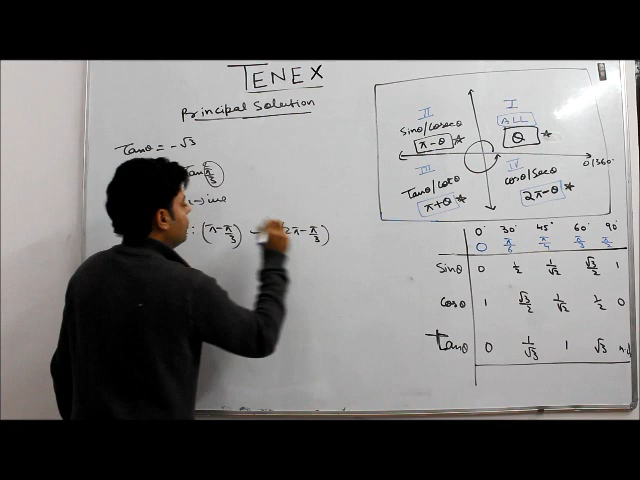 TENEX
Principal Solution
Tanθ = -√3
π/3
: (π-π/3) 2π-π/3)
II
Sinθ/Cosecθ
π-θ *
I
ALL
θ *
III
Tanθ/Cotθ
π+θ *
IV
Cosθ/Secθ
2π-θ *
0/360°
0° 30° 45° 60° 90°
0 π/6 π/4 π/3 π/2
Sinθ 0 1/2 1/√2 √3/2 1
Cosθ 1 √3/2 1/√2 1/2 0
Tanθ 0 1/√3 1 √3